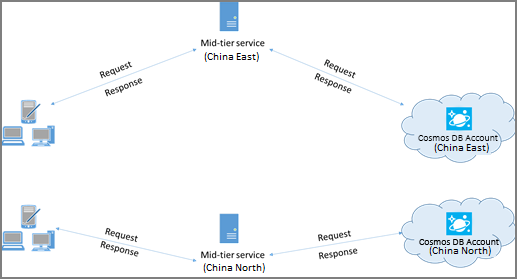 Mid-tier service
(China East)
Request
Response
Request
Response
Cosmos DB Account
(China East)
Request
Response
Mid-tier service
(China North)
Request
Response
Cosmos DB Account
(China North)